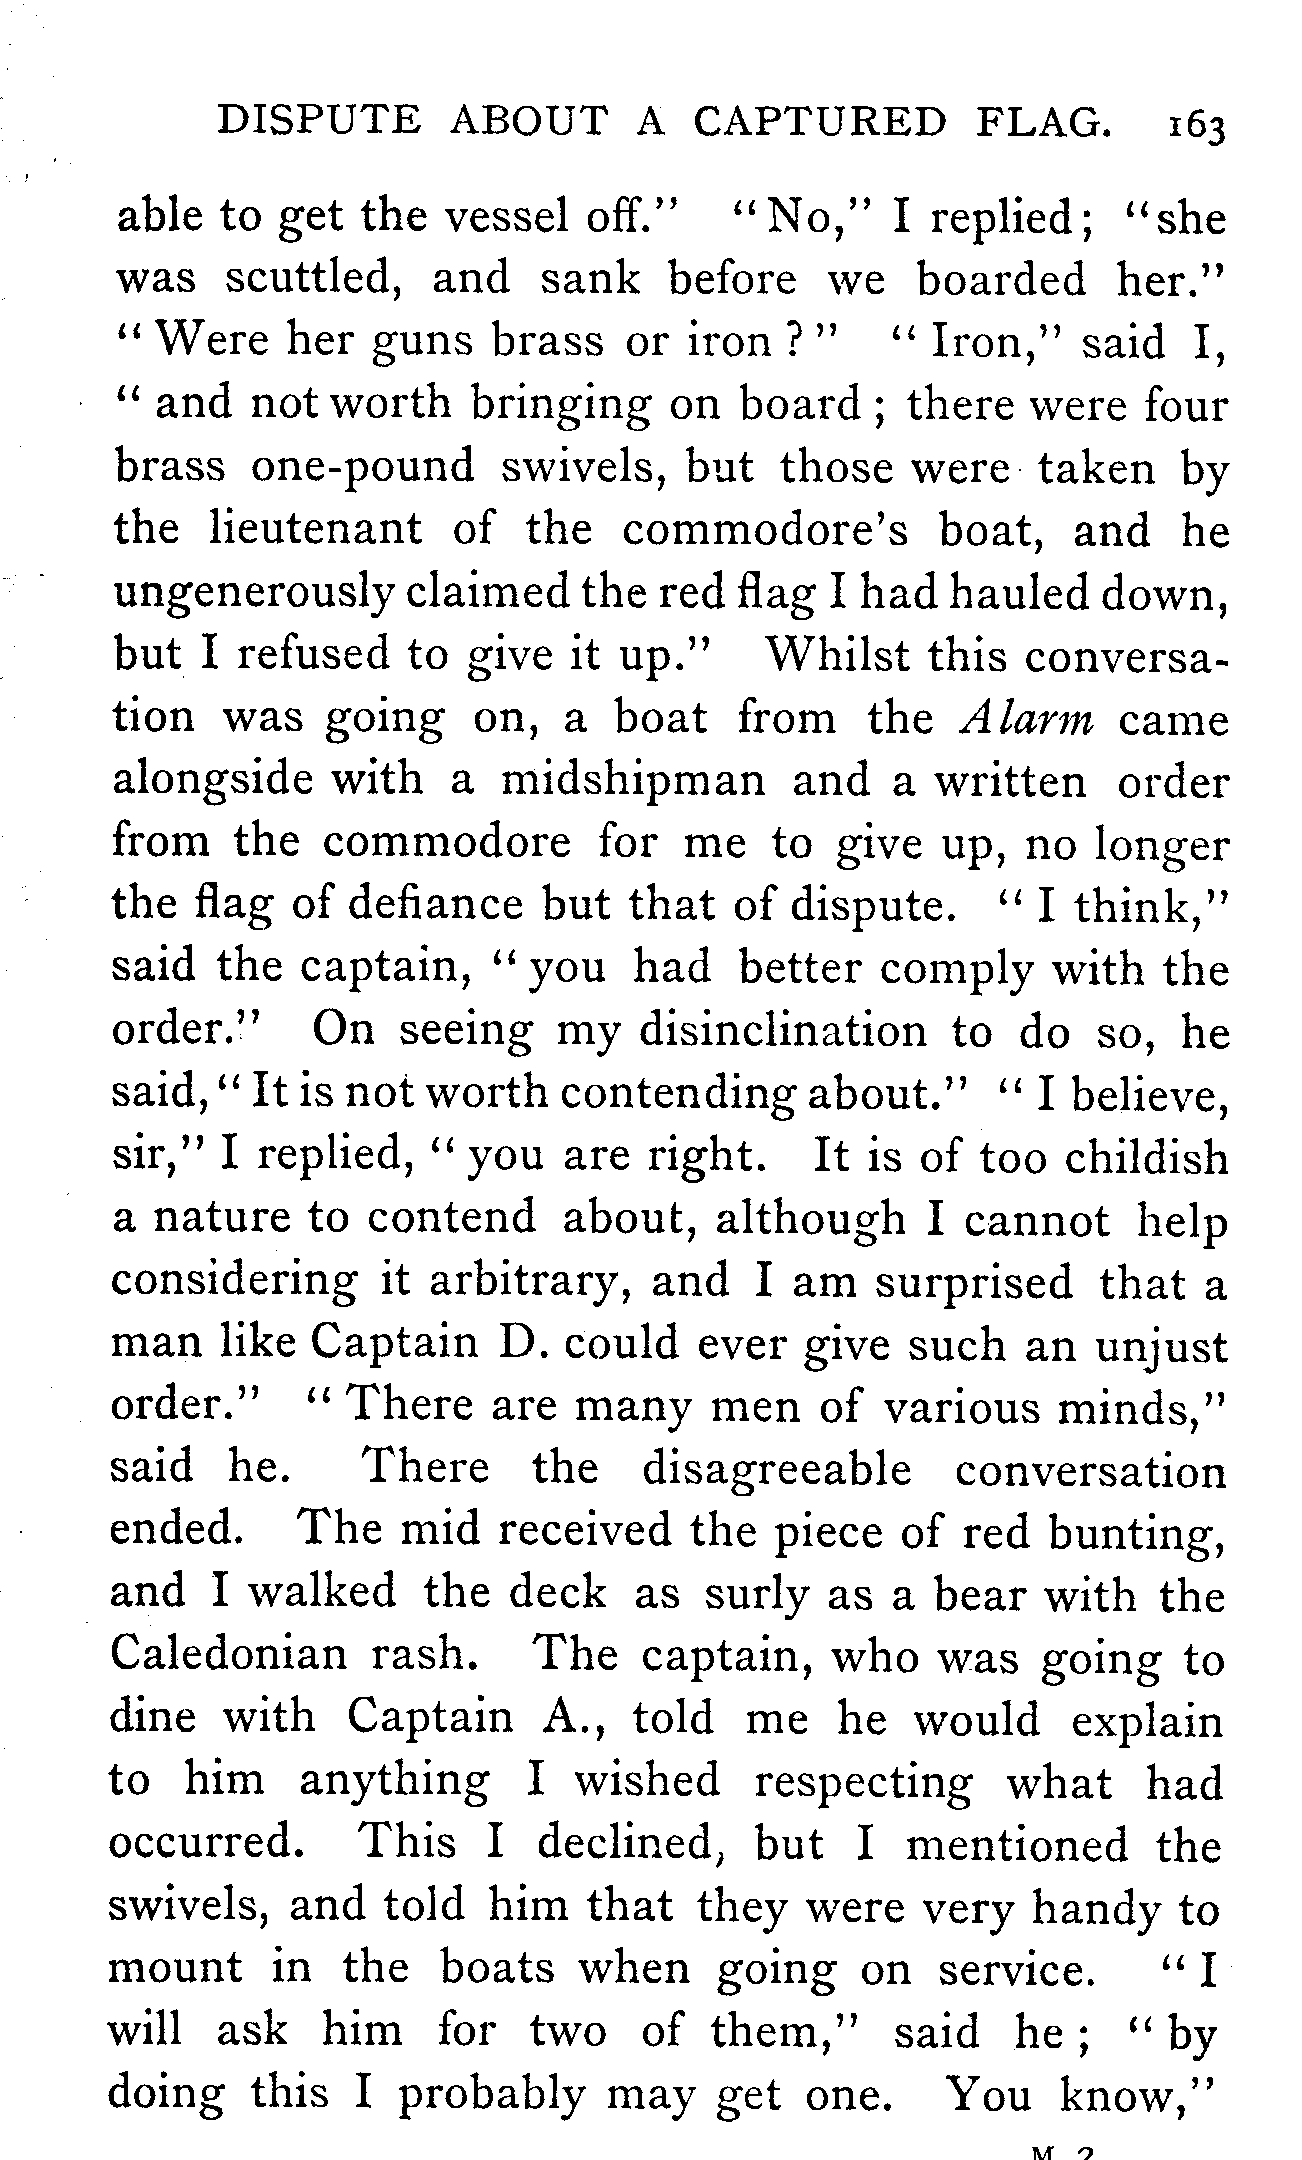 DISPUTE ABOUT A CAPTURED FLAG. 163
able to get the vessel off." "No," I replied; "she
was scuttled, and sank before we boarded her."
"Were her guns brass or iron?" "Iron," said I,
"and not worth bringing on board; there were four
brass one-pound swivels, but those were taken by
the lieutenant of the commodore's boat, and he
ungenerously claimed the red flag I had hauled down,
but I refused to give it up." Whilst this conversa-
tion was going on, a boat from the Alarm came
alongside with a midshipman and a written order
from the commodore for me to give up, no longer
the flag of defiance but that of dispute. "I think,"
said the captain, "you had better comply with the
order." On seeing my disinclination to do so, he
said, "It is not worth contending about." "I believe,
sir," I replied, "you are right. It is of too childish
a nature to contend about, although I cannot help
considering it arbitrary, and I am surprised that a
man like Captain D. could ever give such an unjust
order." "There are many men of various minds,"
said he. There the disagreeable conversation
ended. The mid received the piece of red bunting,
and I walked the deck as surly as a bear with the
Caledonian rash. The captain, who was going to
dine with Captain A., told me he would explain
to him anything I wished respecting what had
occurred. This I declined, but I mentioned the
swivels, and told him that they were very handy to
mount in the boats when going on service. "I
will ask him for two of them," said he; "by
doing this I probably may get one. You know,"
M 2